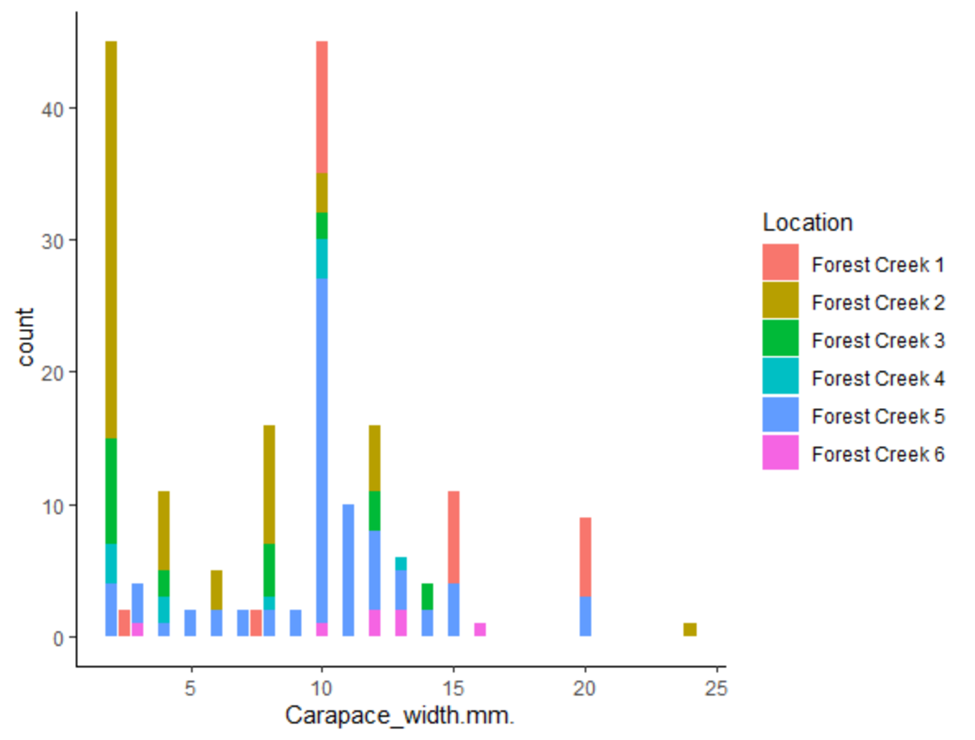 40
30
20
10
0
count
5
10
15
20
25
Carapace_width.mm.
Location
Forest Creek 1
Forest Creek 2
Forest Creek 3
Forest Creek 4
Forest Creek 5
Forest Creek 6